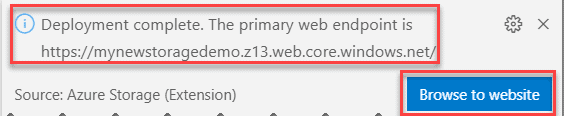 Deployment complete. The primary web endpoint is
https://mynewstoragedemo.z13.web.core.windows.net/
Source: Azure Storage (Extension)
Browse to website